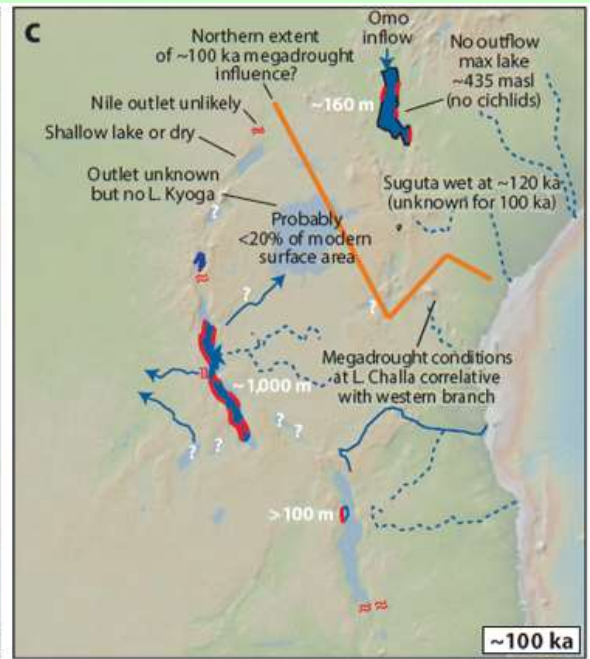 C
Northern extent
of ~100 ka megadrought
influence?
Omo
inflow
No outflow
max lake
~435 masl
(no cichlids)
~160 m
Nile outlet unlikely
≈
Shallow lake or dry
Outlet unknown
but no L. Kyoga
?
Suguta wet at ~120 ka
(unknown for 100 ka)
Probably
<20% of modern
surface area
≈
?
?
Megadrought conditions
at L. Challa correlative
with western branch
≈
~1,000 m
? ?
? ?
>100 m
≈ ≈
~100 ka